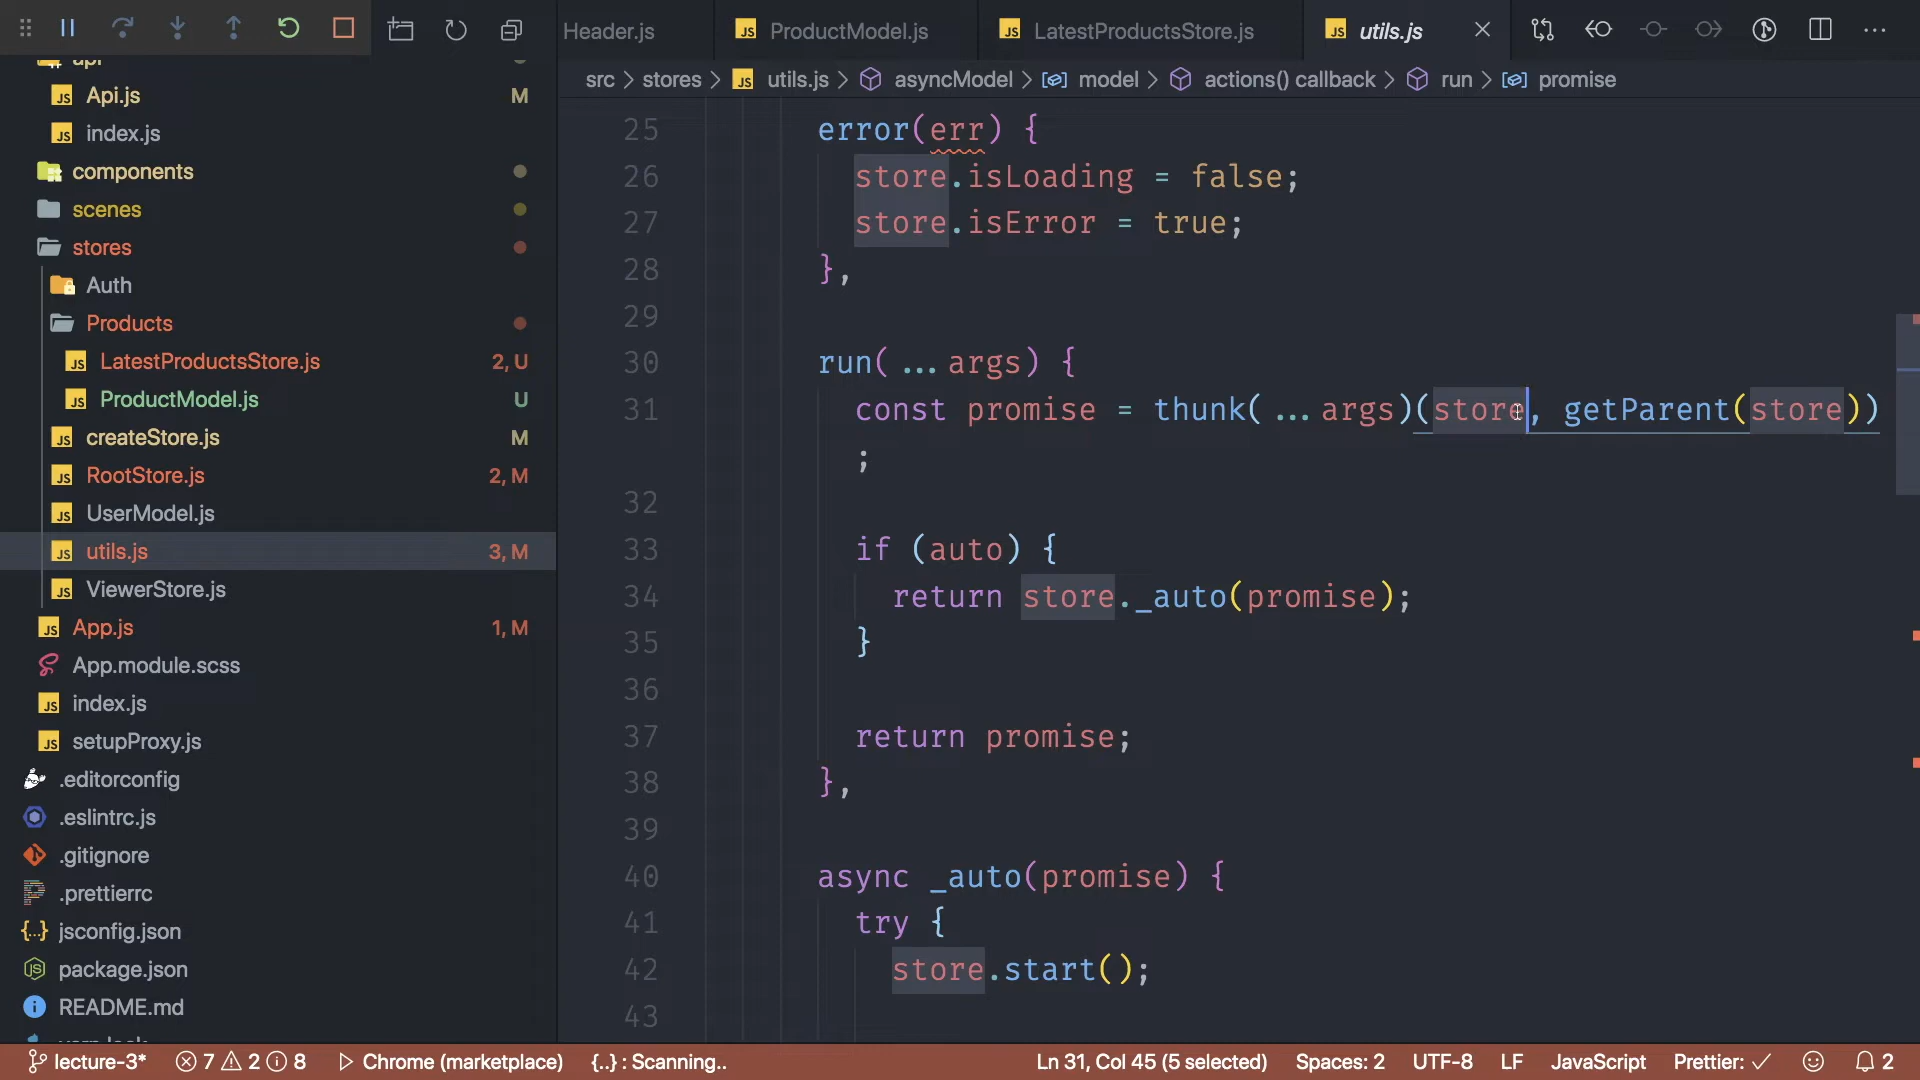 Header.js
ProductModel.js
LatestProductsStore.js
utils.js
src > stores > utils.js > asyncModel > model > actions() callback > run > promise
api
Api.js M
index.js
components
scenes
stores
Auth
Products
LatestProductsStore.js 2, U
ProductModel.js U
createStore.js M
RootStore.js 2, M
UserModel.js
utils.js 3, M
ViewerStore.js
App.js 1, M
App.module.scss
index.js
setupProxy.js
.editorconfig
.eslintrc.js
.gitignore
.prettierrc
jsconfig.json
package.json
README.md
25 error(err) {
26 store.isLoading = false;
27 store.isError = true;
28 },
29
30 run(...args) {
31 const promise = thunk(...args)(store, getParent(store))
;
32
33 if (auto) {
34 return store._auto(promise);
35 }
36
37 return promise;
38 },
39
40 async _auto(promise) {
41 try {
42 store.start();
43
lecture-3* 7 2 8 Chrome (marketplace) {..} : Scanning.. Ln 31, Col 45 (5 selected) Spaces: 2 UTF-8 LF JavaScript Prettier: ✓ 2